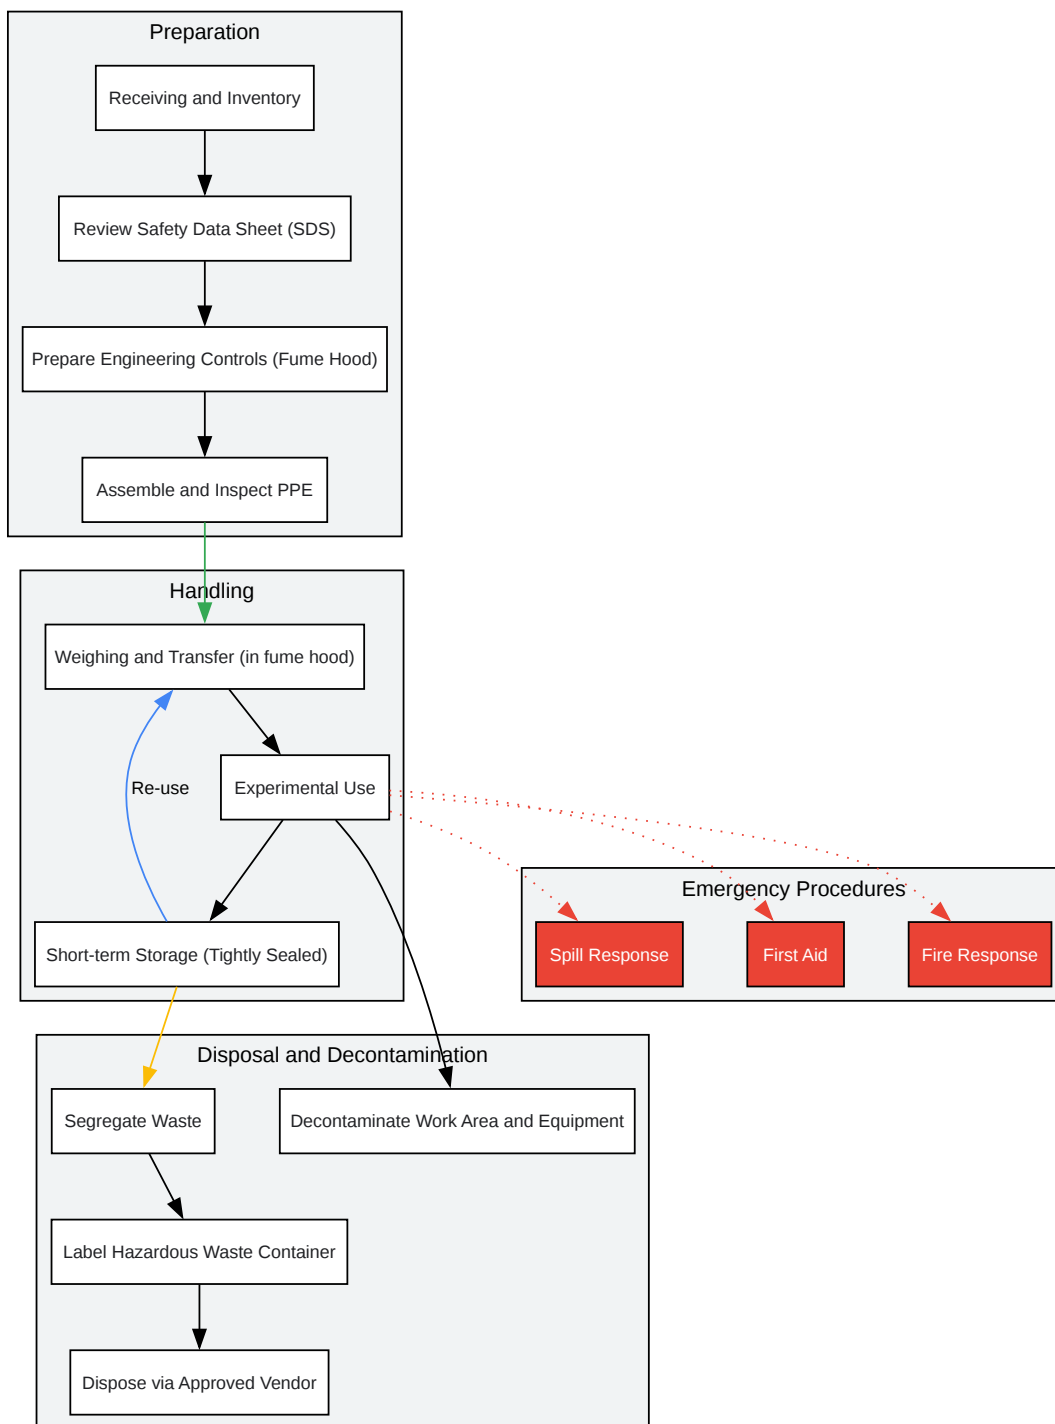 Preparation
Receiving and Inventory
Review Safety Data Sheet (SDS)
Prepare Engineering Controls (Fume Hood)
Assemble and Inspect PPE
Handling
Weighing and Transfer (in fume hood)
Re-use
Experimental Use
Short-term Storage (Tightly Sealed)
Emergency Procedures
Spill Response
First Aid
Fire Response
Disposal and Decontamination
Segregate Waste
Decontaminate Work Area and Equipment
Label Hazardous Waste Container
Dispose via Approved Vendor